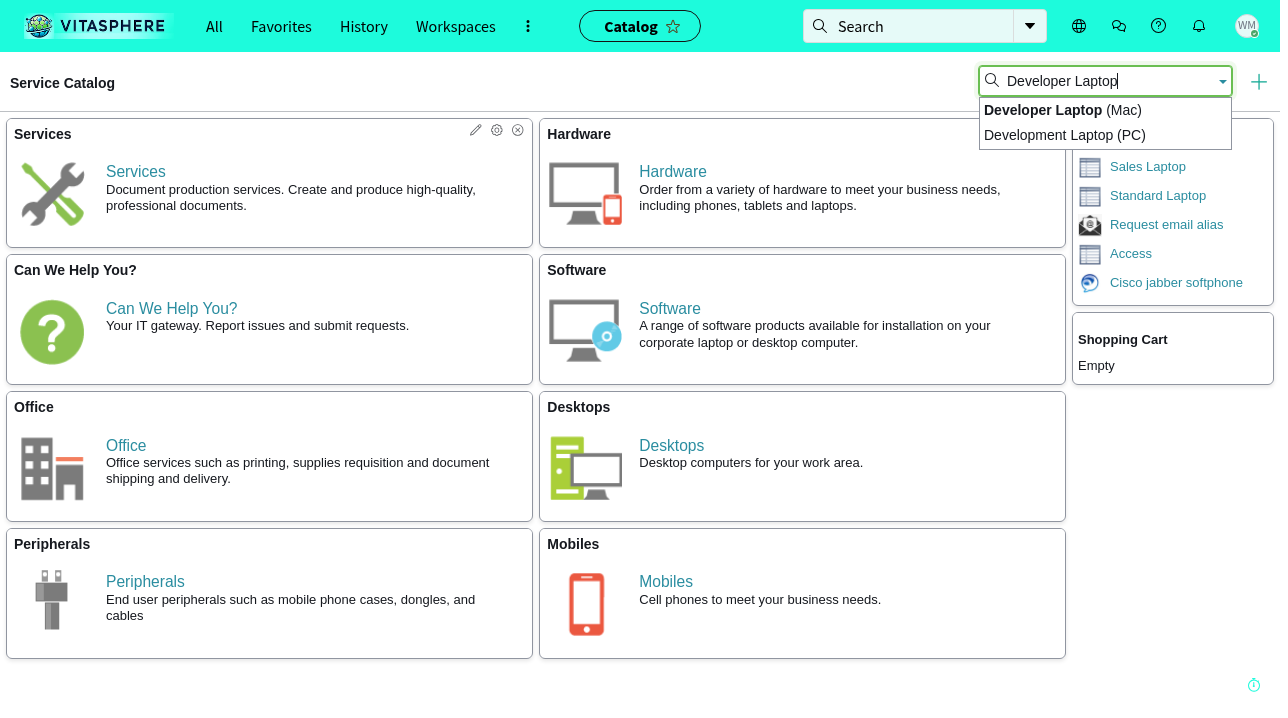 VITASPHERE
All
Favorites
History
Workspaces
Catalog
Search
WM
Service Catalog
Developer Laptop
Developer Laptop (Mac)
Development Laptop (PC)
Services
Services
Document production services. Create and produce high-quality,
professional documents.
Hardware
Hardware
Order from a variety of hardware to meet your business needs,
including phones, tablets and laptops.
Sales Laptop
Standard Laptop
Request email alias
Access
Cisco jabber softphone
Can We Help You?
Can We Help You?
Your IT gateway. Report issues and submit requests.
Software
Software
A range of software products available for installation on your
corporate laptop or desktop computer.
Shopping Cart
Empty
Office
Office
Office services such as printing, supplies requisition and document
shipping and delivery.
Desktops
Desktops
Desktop computers for your work area.
Peripherals
Peripherals
End user peripherals such as mobile phone cases, dongles, and
cables
Mobiles
Mobiles
Cell phones to meet your business needs.